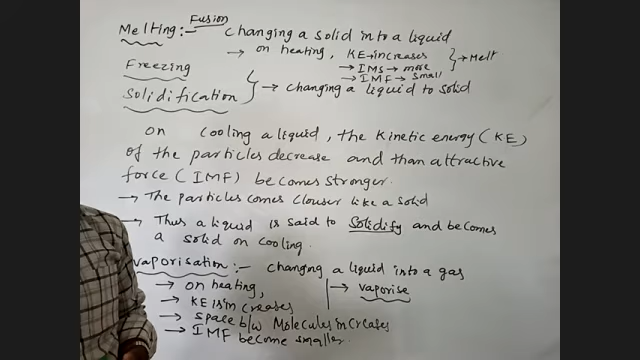 Fusion
Melting :- changing a solid into a liquid
→ on heating, KE → increases
→ IMS → more } → Melt
→ IMF → small
Freezing
Solidification } → changing a liquid to solid
on cooling a liquid, the kinetic energy (KE)
of the particles decrease and than attractive
force (IMF) becomes stronger.
→ The particles comes clouser like a solid
→ Thus a liquid is said to Solidify and becomes
a solid on cooling.
vaporisation :- changing a liquid into a gas
→ on heating, → vaporise
→ KE is increases
→ space b/w Molecules increases
→ IMF become smaller.